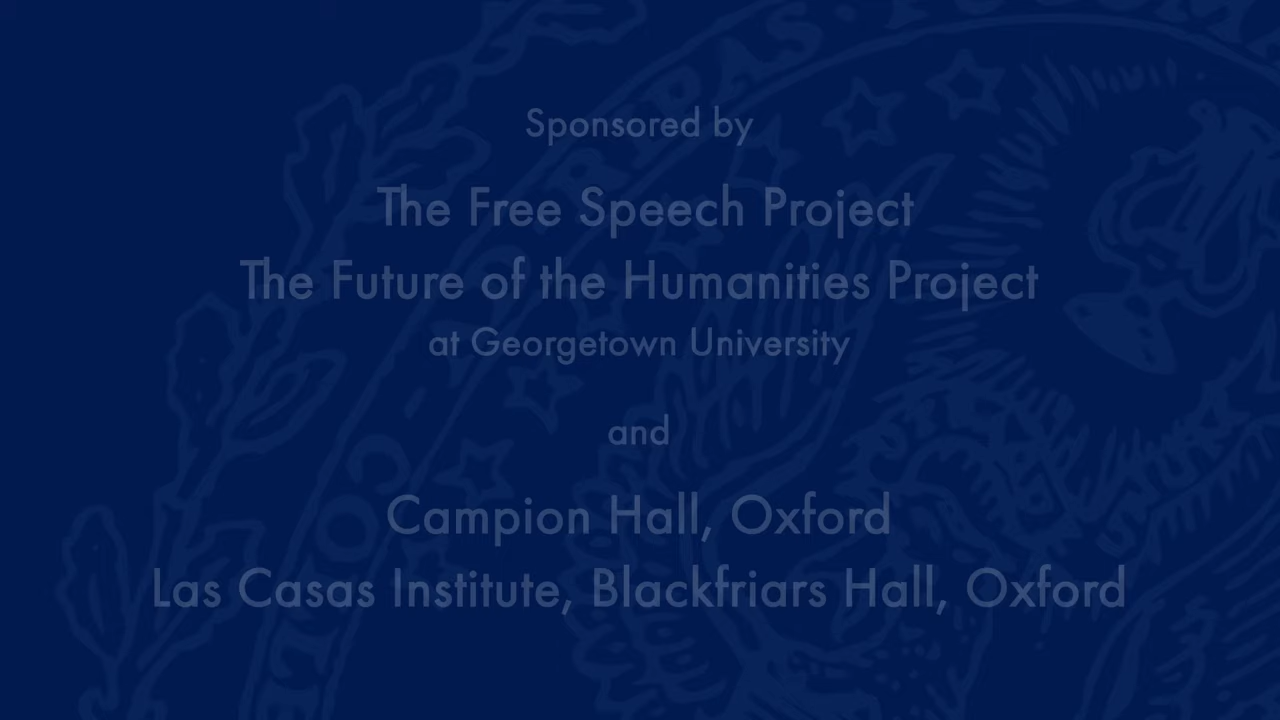 Sponsored by
The Free Speech Project
The Future of the Humanities Project
at Georgetown University
and
Campion Hall, Oxford
Las Casas Institute, Blackfriars Hall, Oxford